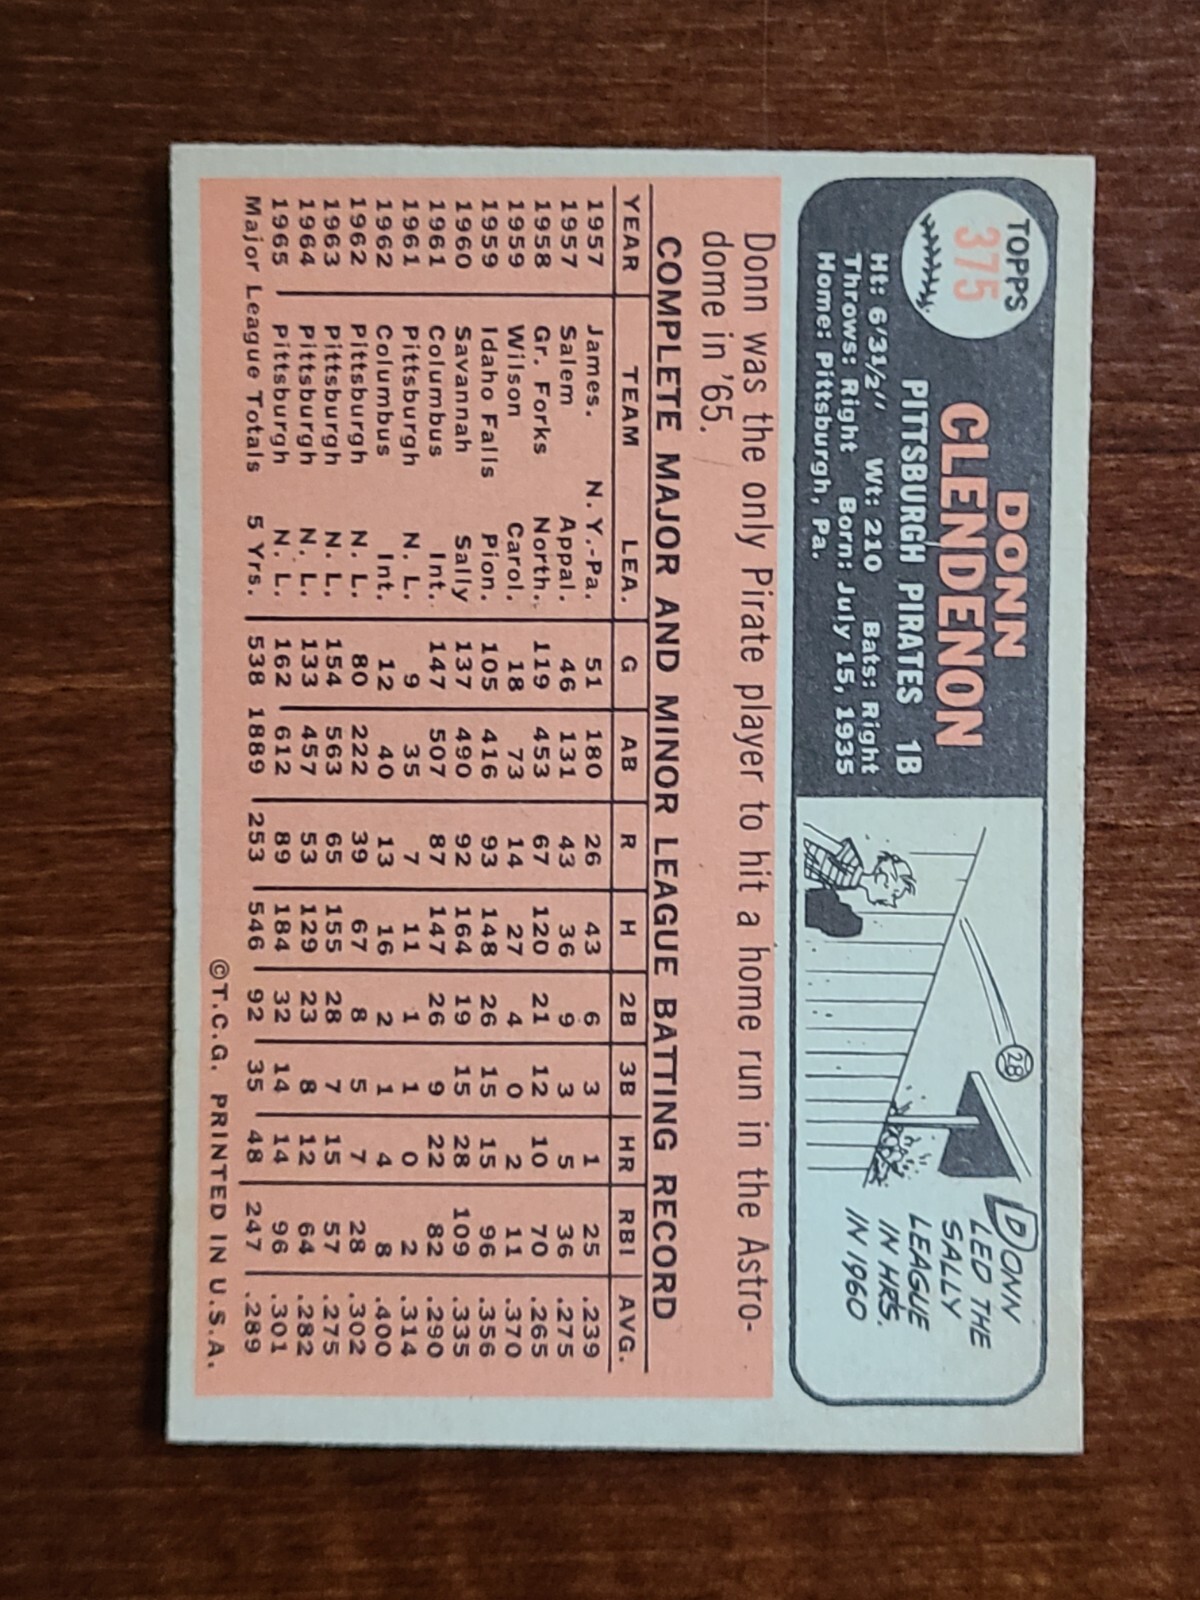 TOPPS
375
DONN
CLENDENON
PITTSBURGH PIRATES 1B
Ht: 6'3½" Wt: 210 Bats: Right
Throws: Right Born: July 15, 1935
Home: Pittsburgh, Pa.
28
DONN
LED THE
SALLY
LEAGUE
IN HRS.
IN 1960
Donn was the only Pirate player to hit a home run in the Astro-
dome in '65.
COMPLETE MAJOR AND MINOR LEAGUE BATTING RECORD
YEAR TEAM LEA. G AB R H 2B 3B HR RBI AVG.
1957 James. N. Y.-Pa. 51 180 26 43 6 3 1 25 .239
1957 Salem Appal. 46 131 43 36 9 3 5 36 .275
1958 Gr. Forks North. 119 453 67 120 21 12 10 70 .265
1959 Wilson Carol. 18 73 14 27 4 0 2 11 .370
1959 Idaho Falls Pion. 105 416 93 148 26 15 15 96 .356
1960 Savannah Sally 137 490 92 164 19 15 28 109 .335
1961 Columbus Int. 147 507 87 147 26 9 22 82 .290
1961 Pittsburgh N. L. 9 35 7 11 1 1 0 2 .314
1962 Columbus Int. 12 40 13 16 2 1 4 8 .400
1962 Pittsburgh N. L. 80 222 39 67 8 5 7 28 .302
1963 Pittsburgh N. L. 154 563 65 155 28 7 15 57 .275
1964 Pittsburgh N. L. 133 457 53 129 23 8 12 64 .282
1965 Pittsburgh N. L. 162 612 89 184 32 14 14 96 .301
Major League Totals 5 Yrs. 538 1889 253 546 92 35 48 247 .289
©T.C.G. PRINTED IN U.S.A.